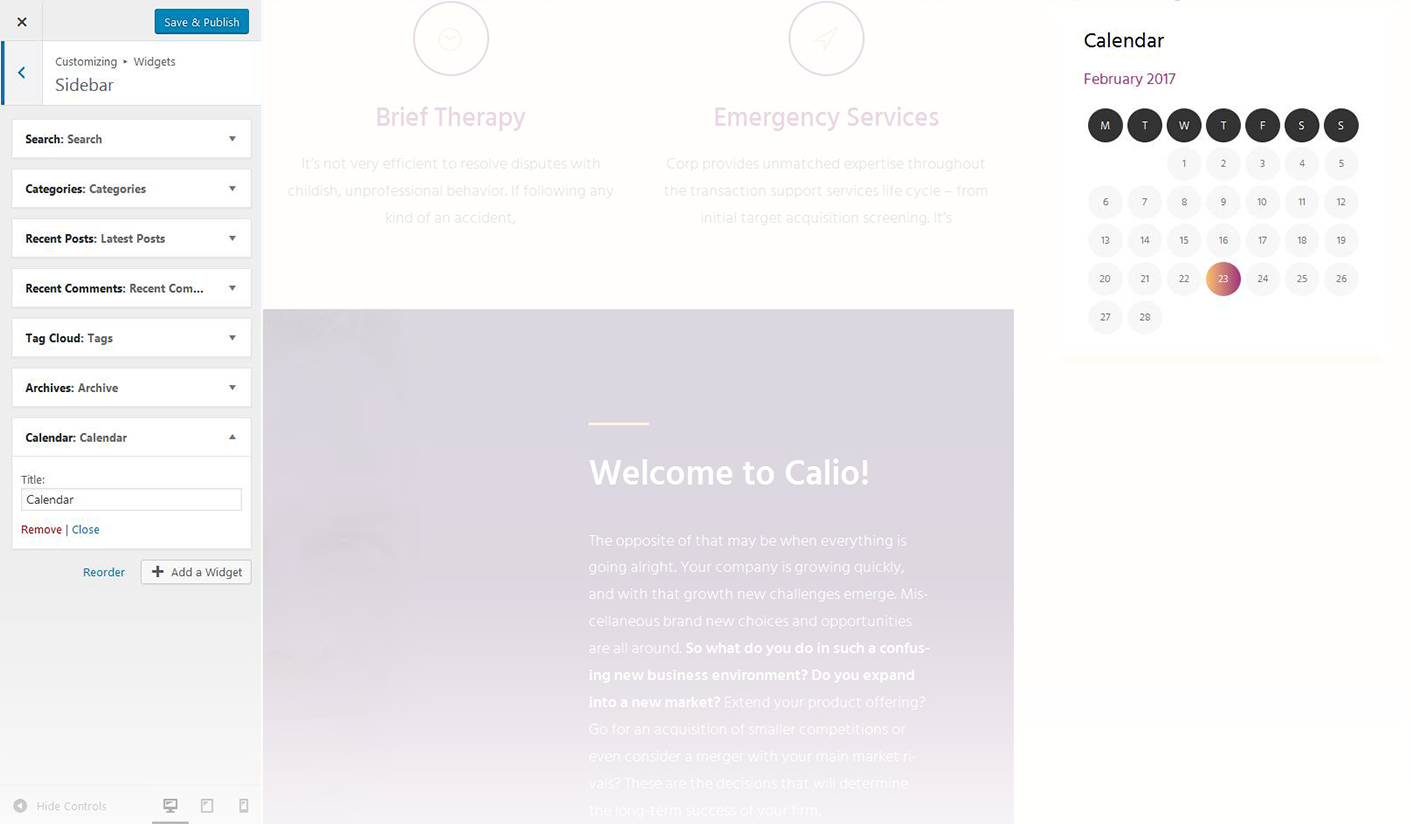 Save & Publish
Customizing ▸ Widgets
Sidebar
Search: Search
Categories: Categories
Recent Posts: Latest Posts
Recent Comments: Recent Com...
Tag Cloud: Tags
Archives: Archive
Calendar: Calendar
Title:
Calendar
Remove | Close
Reorder
Add a Widget
Hide Controls
Brief Therapy
It's not very efficient to resolve disputes with
childish, unprofessional behavior. If following any
kind of an accident,
Emergency Services
Corp provides unmatched expertise throughout
the transaction support services life cycle – from
initial target acquisition screening. It's
Welcome to Calio!
The opposite of that may be when everything is
going alright. Your company is growing quickly,
and with that growth new challenges emerge. Mis-
cellaneous brand new choices and opportunities
are all around. So what do you do in such a confus-
ing new business environment? Do you expand
into a new market? Extend your product offering?
Go for an acquisition of smaller competitions or
even consider a merger with your main market ri-
vals? These are the decisions that will determine
the long-term success of your firm.
Calendar
February 2017
M T W T F S S
1 2 3 4 5
6 7 8 9 10 11 12
13 14 15 16 17 18 19
20 21 22 23 24 25 26
27 28